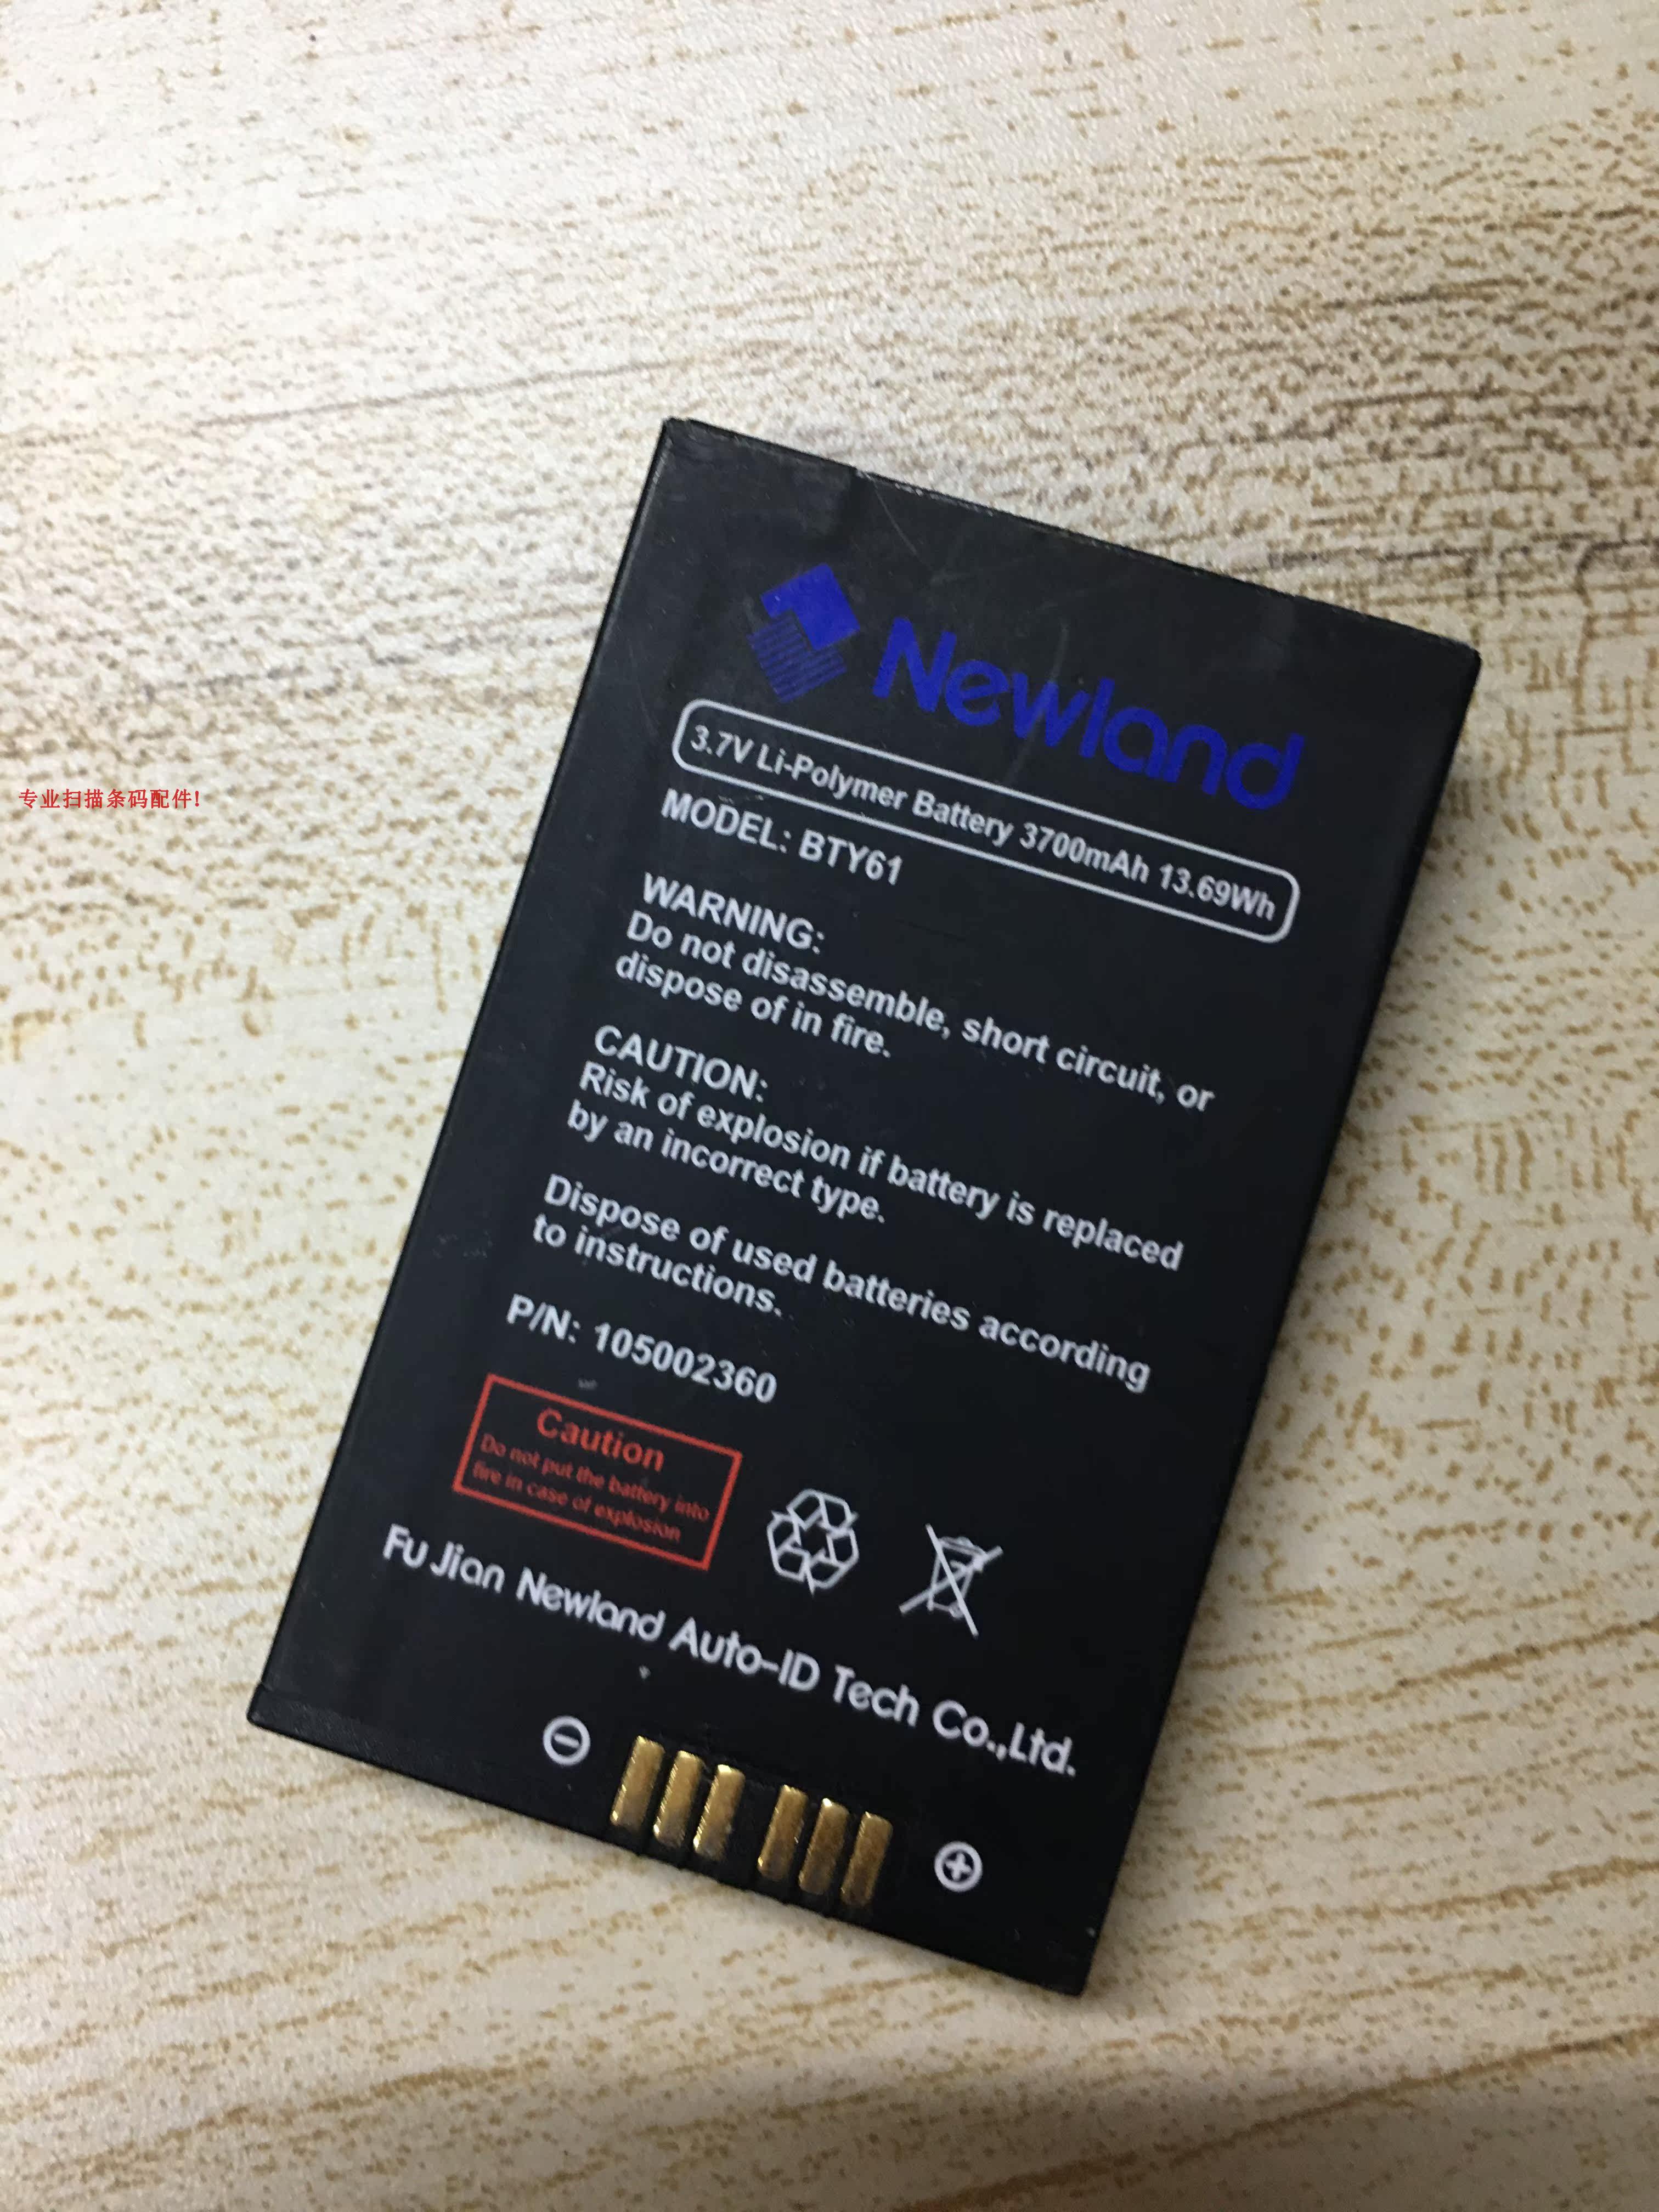 Newland
3.7V Li-Polymer Battery 3700mAh 13.69Wh
MODEL: BTY61
WARNING:
Do not disassemble, short circuit, or
dispose of in fire.
CAUTION:
Risk of explosion if battery is replaced
by an incorrect type.
Dispose of used batteries according
to instructions.
P/N: 105002360
Caution
Do not put the battery into
fire in case of explosion
Fu Jian Newland Auto-ID Tech Co.,Ltd.
专业扫描条码配件!